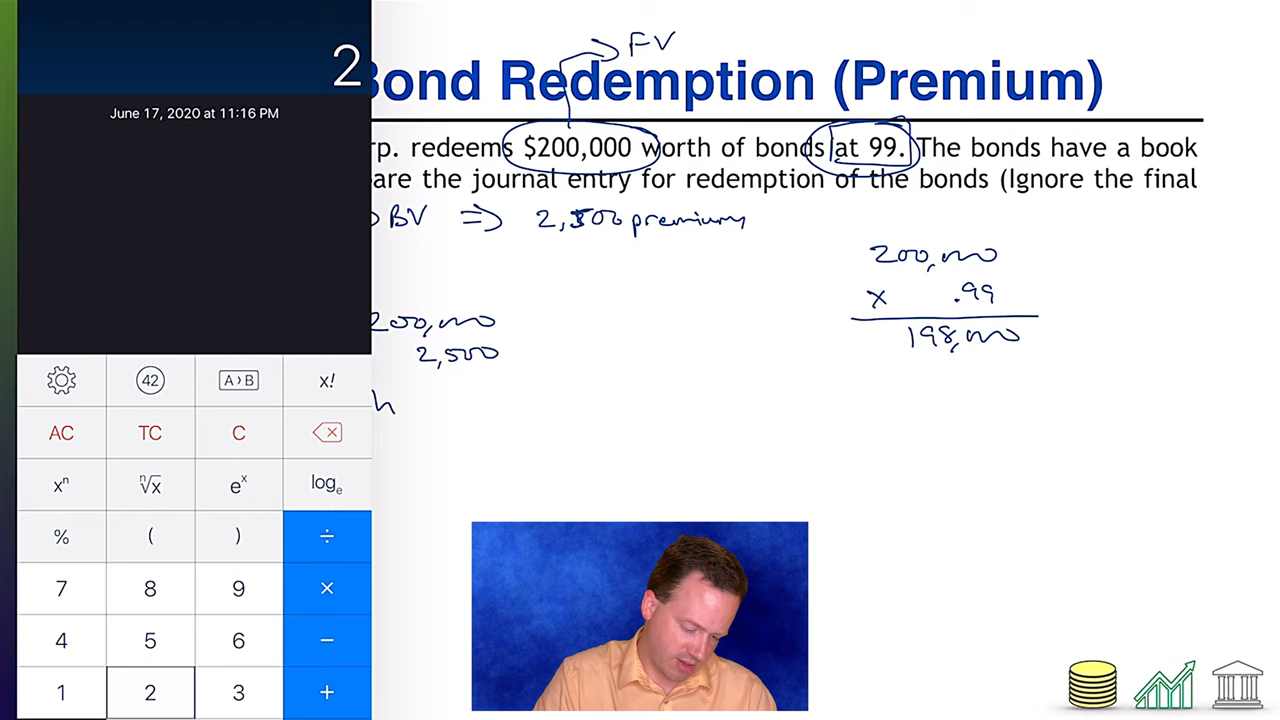 2
June 17, 2020 at 11:16 PM
FV
Bond Redemption (Premium)
rp. redeems $200,000 worth of bonds at 99. The bonds have a book
pare the journal entry for redemption of the bonds (Ignore the final
BV ⇒ 2,500 premium
200,000
x .99
198,000
200,000
2,500
h
42 A›B x!
AC TC C
xⁿ ⁿ√x eˣ logₑ
% ( ) ÷
7 8 9 ×
4 5 6 −
1 2 3 +